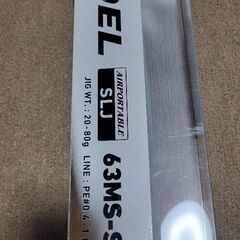 DEL
AIRPORTABLE
SLJ
63MS-S
JIG WT.: 20-80g LINE : PE#0.4-1